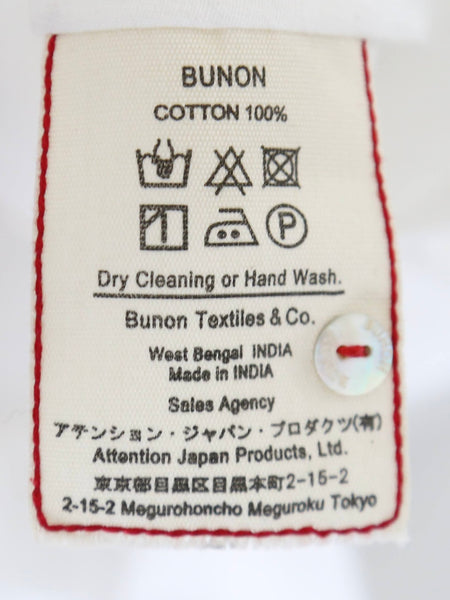 BUNON
COTTON 100%
P
Dry Cleaning or Hand Wash.
Bunon Textiles & Co.
West Bengal INDIA
Made in INDIA
Sales Agency
アテンション・ジャパン・プロダクツ(有)
Attention Japan Products, Ltd.
東京都目黒区目黒本町2-15-2
2-15-2 Megurohoncho Meguroku Tokyo